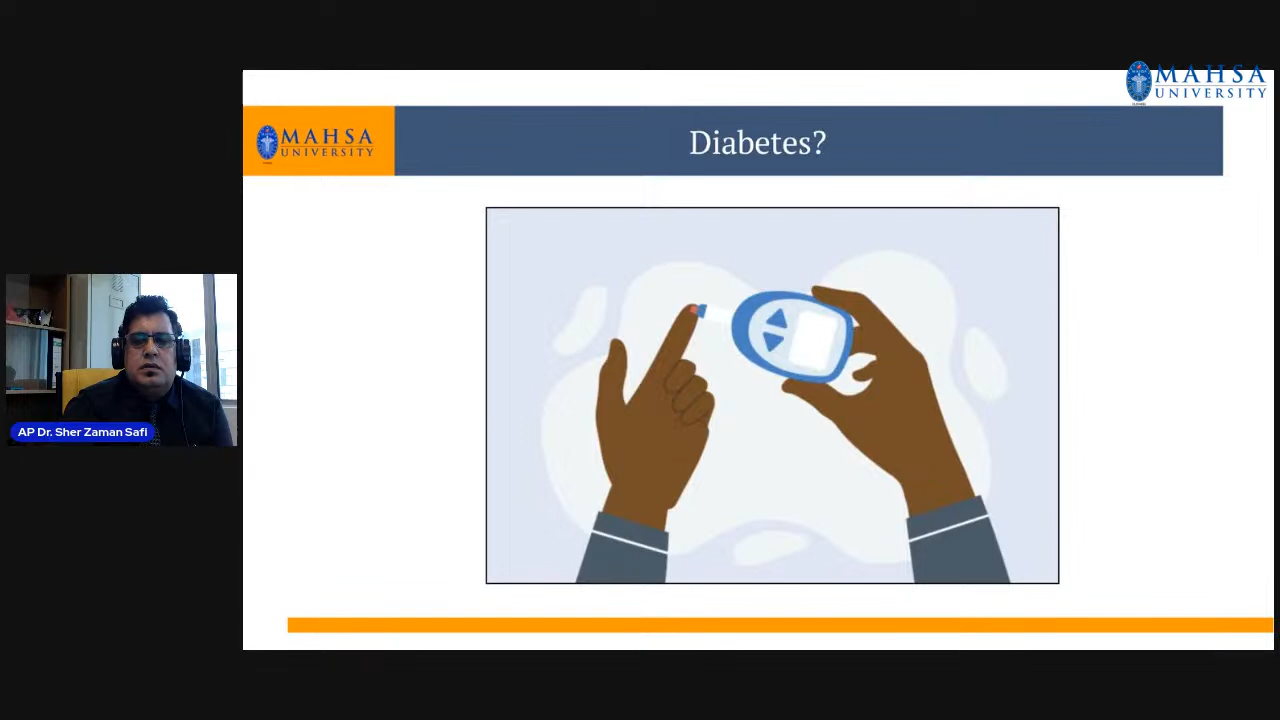 MAHSA
UNIVERSITY
MAHSA
UNIVERSITY
Diabetes?
AP Dr. Sher Zaman Safi